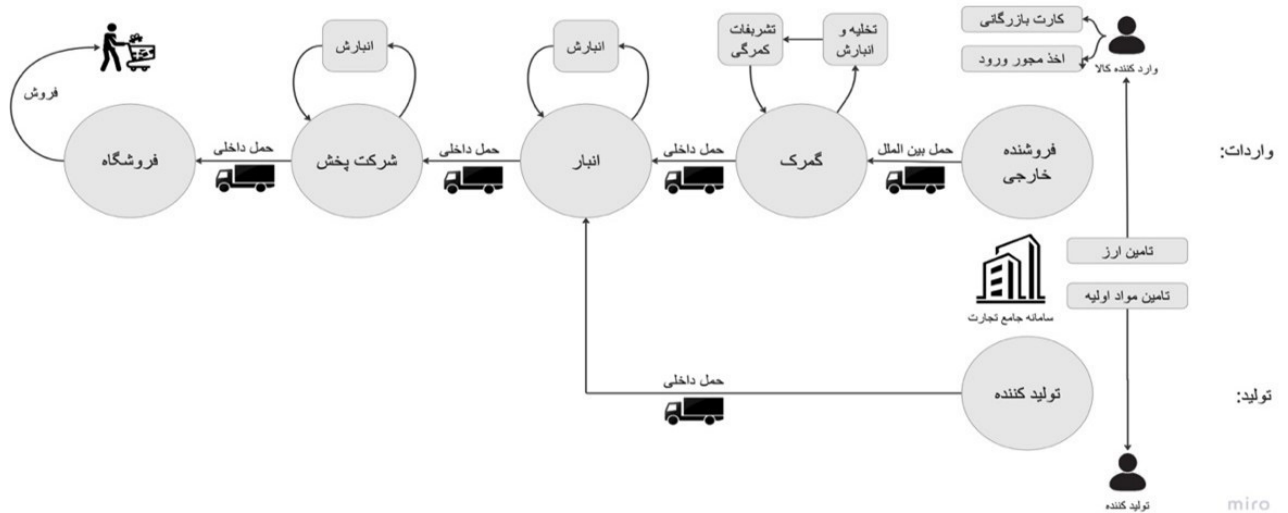 کارت بازرگانی
اخذ مجوز ورود
وارد کننده کالا
تخلیه و
انبارش
تشریفات
گمرگی
انبارش
انبارش
فروش
واردات:
فروشنده
خارجی
حمل بین الملل
گمرک
حمل داخلی
انبار
حمل داخلی
شرکت پخش
حمل داخلی
فروشگاه
تامین ارز
تامین مواد اولیه
سامانه جامع تجارت
تولید:
تولید کننده
حمل داخلی
تولید کننده
miro